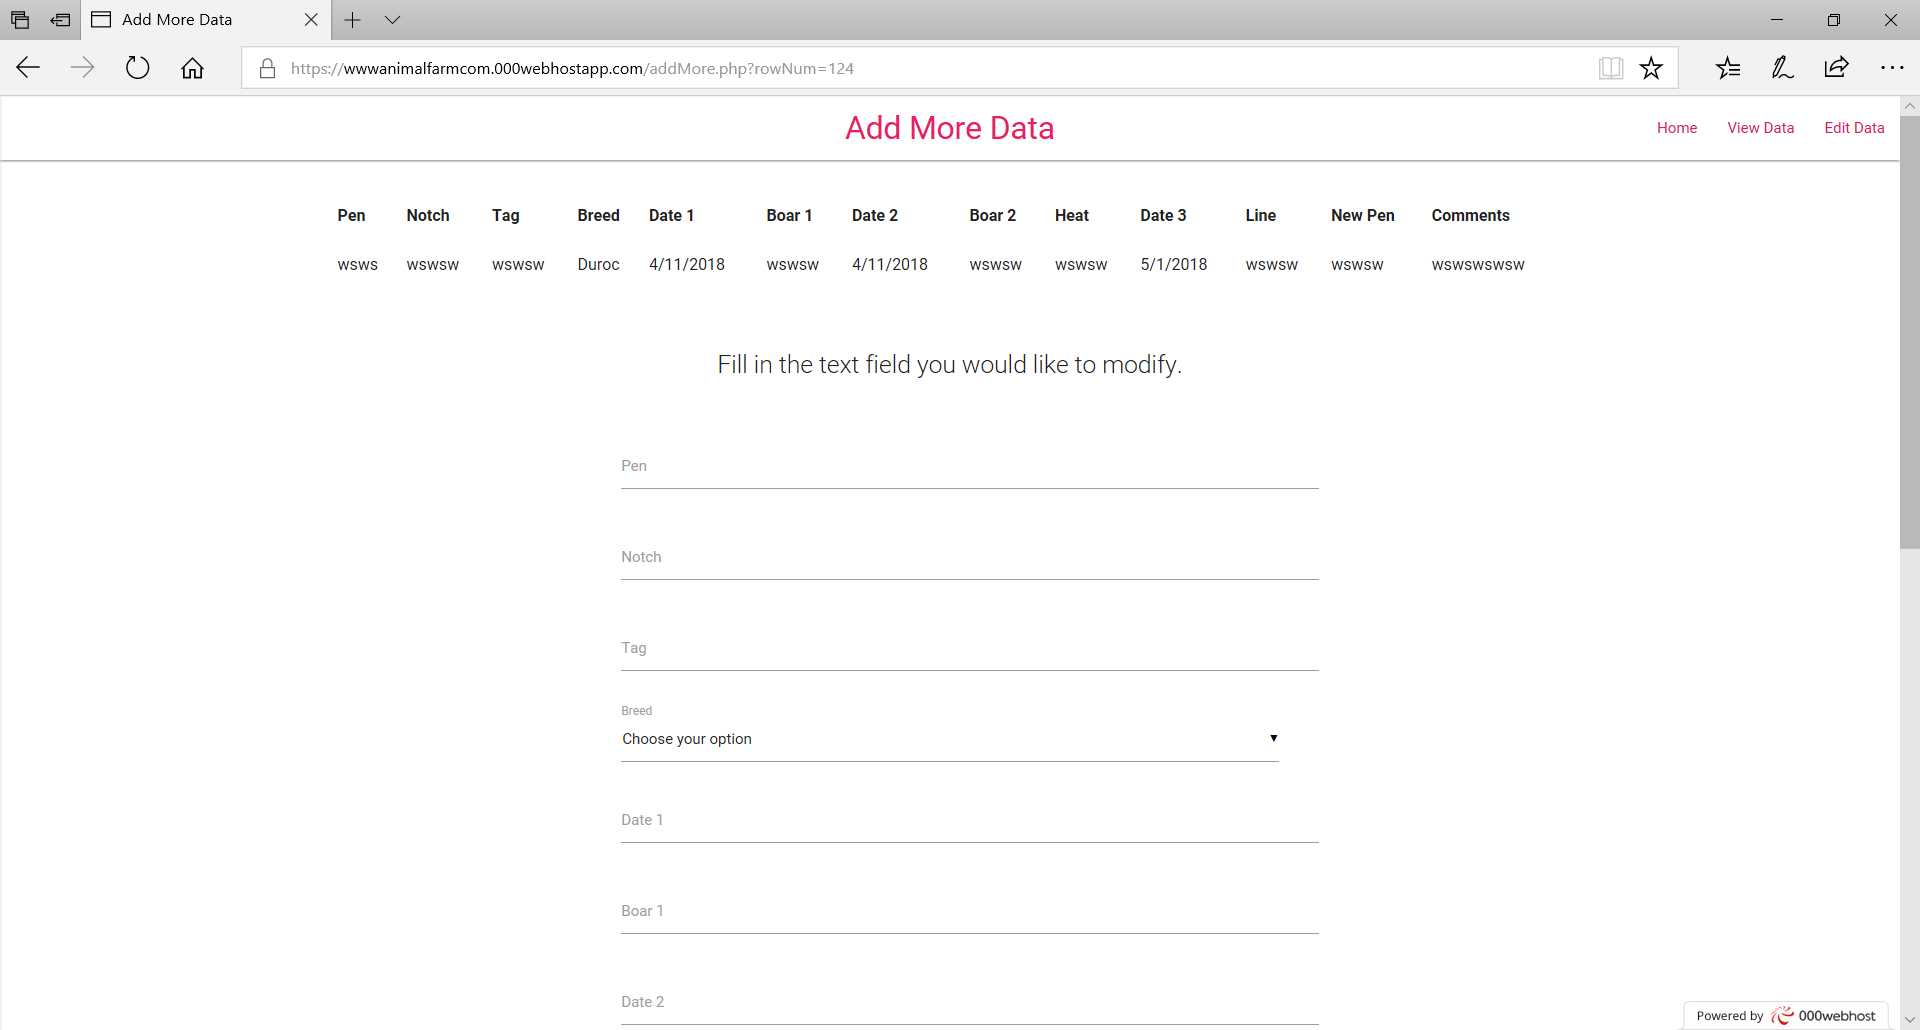 Add More Data
https://wwwanimalfarmcom.000webhostapp.com/addMore.php?rowNum=124
Add More Data
Home View Data Edit Data
Pen Notch Tag Breed Date 1 Boar 1 Date 2 Boar 2 Heat Date 3 Line New Pen Comments
wsws wswsw wswsw Duroc 4/11/2018 wswsw 4/11/2018 wswsw wswsw 5/1/2018 wswsw wswsw wswswswsw
Fill in the text field you would like to modify.
Pen
Notch
Tag
Breed
Choose your option
Date 1
Boar 1
Date 2
Powered by 000webhost